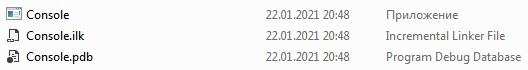 Console 22.01.2021 20:48 Приложение
Console.ilk 22.01.2021 20:48 Incremental Linker File
Console.pdb 22.01.2021 20:48 Program Debug Database